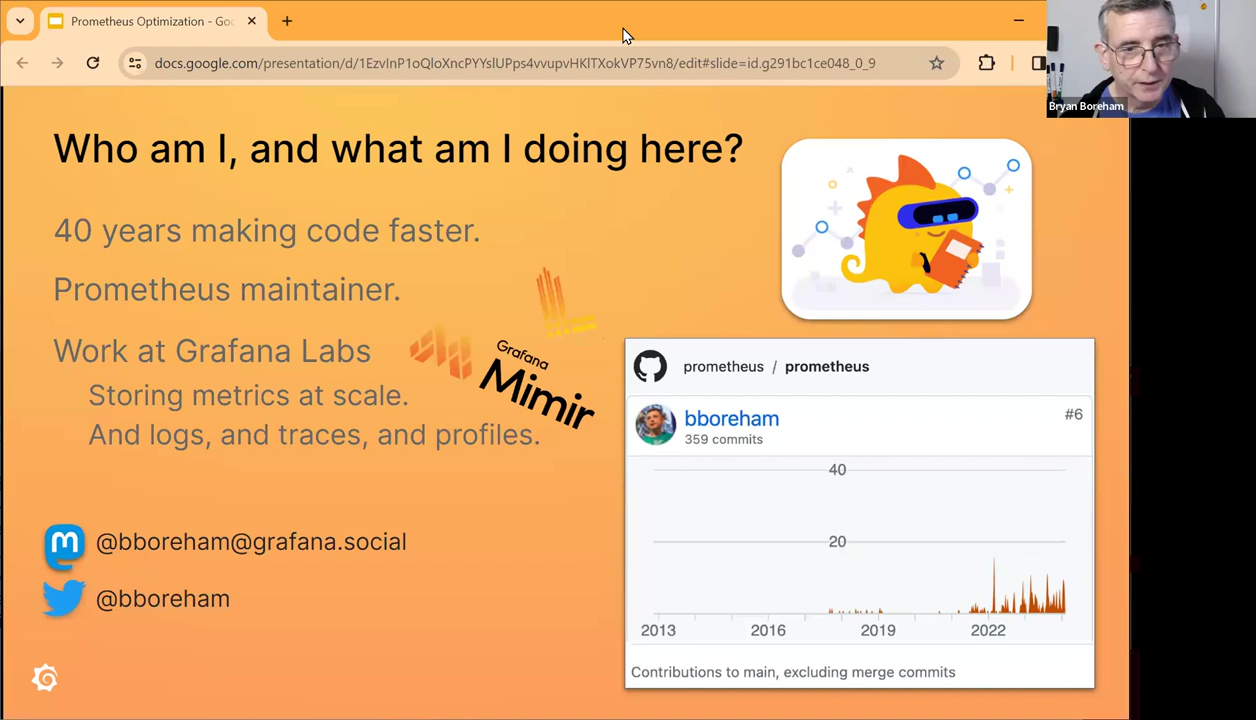 Prometheus Optimization - Goo
docs.google.com/presentation/d/1EzvInP1oQIoXncPYYsIUPps4vvupvHKlTXokVP75vn8/edit#slide=id.g291bc1ce048_0_9
Bryan Boreham
Who am I, and what am I doing here?
40 years making code faster.
Prometheus maintainer.
Work at Grafana Labs
Storing metrics at scale.
And logs, and traces, and profiles.
Grafana
Mimir
@bboreham@grafana.social
@bboreham
prometheus / prometheus
bboreham
#6
359 commits
40
20
2013 2016 2019 2022
Contributions to main, excluding merge commits